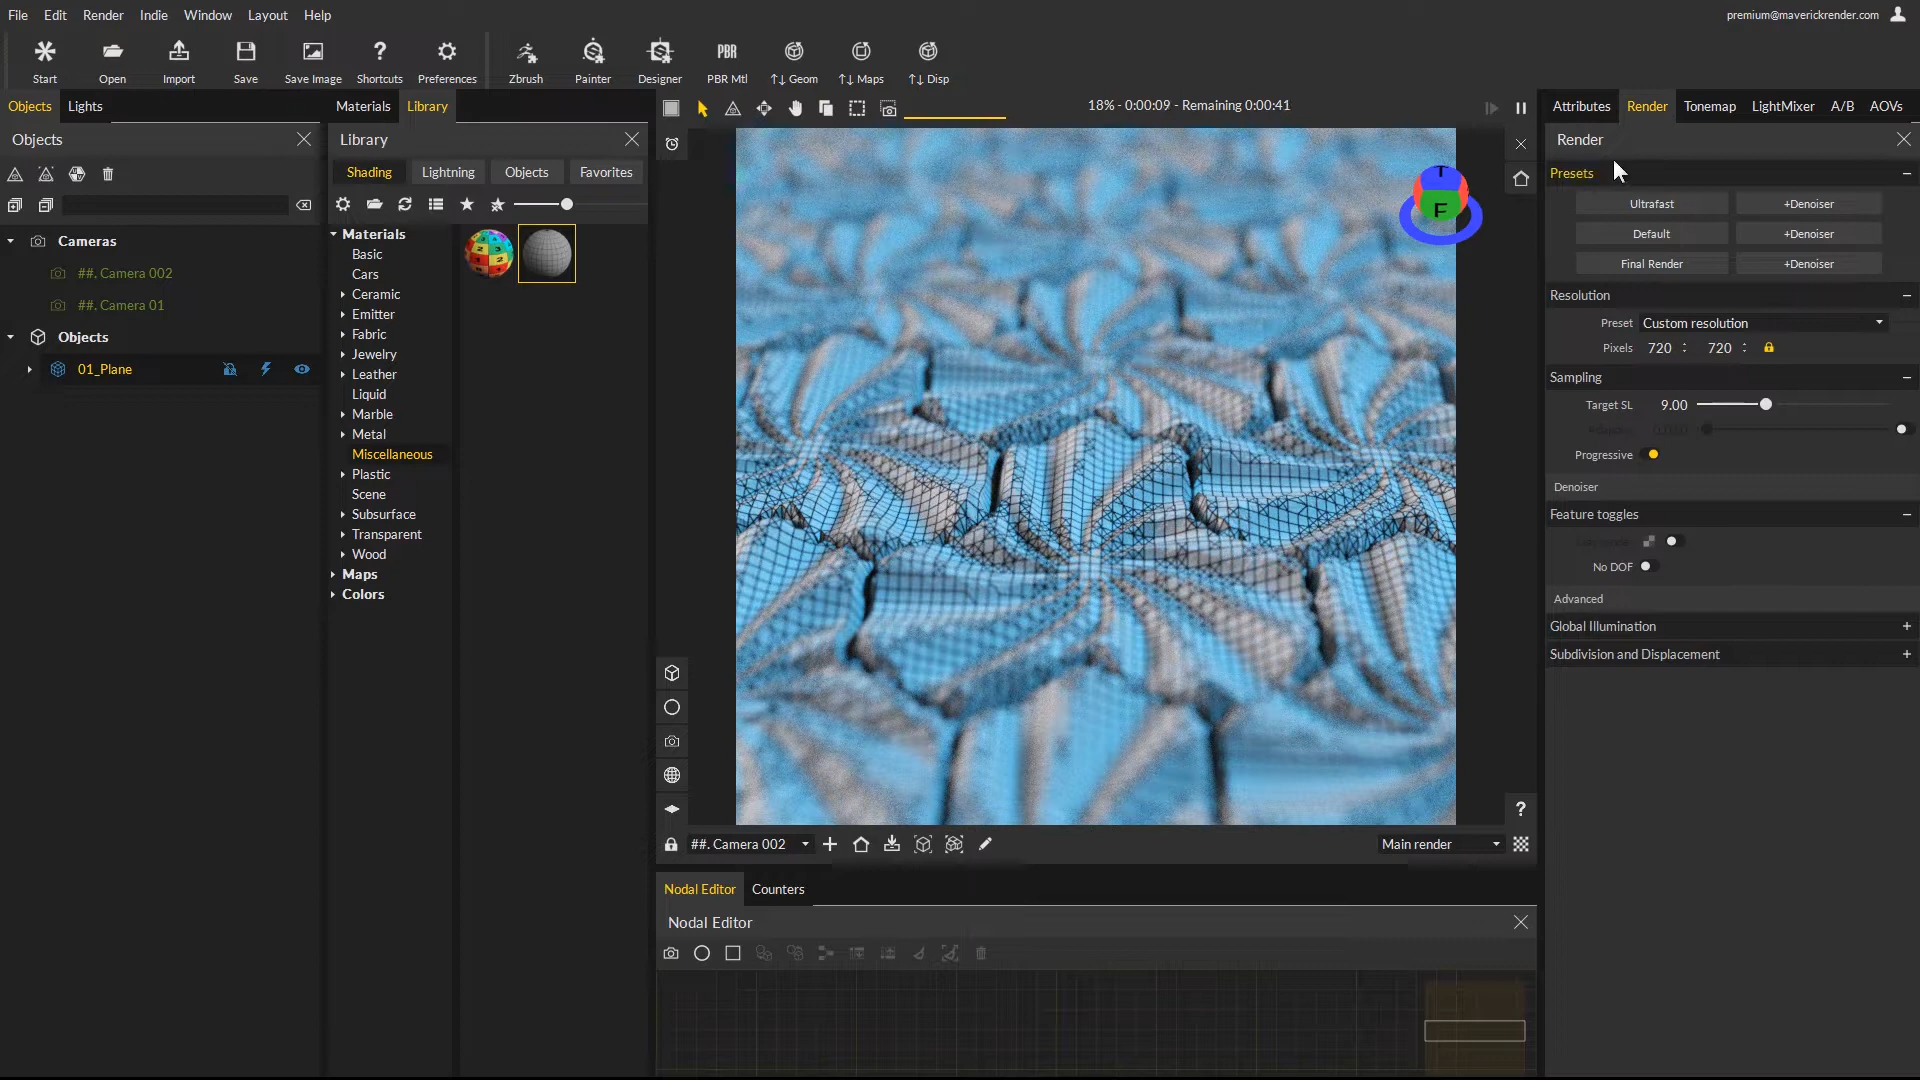 File Edit Render Indie Window Layout Help
premium@maverickrender.com
Start Open Import Save Save Image Shortcuts Preferences Zbrush Painter Designer PBR Mtl ↑↓ Geom ↑↓ Maps ↑↓ Disp
PBR
Objects Lights
Objects
Cameras
##. Camera 002
##. Camera 01
Objects
01_Plane
Materials Library
Library
Shading Lightning Objects Favorites
Materials
Basic
Cars
Ceramic
Emitter
Fabric
Jewelry
Leather
Liquid
Marble
Metal
Miscellaneous
Plastic
Scene
Subsurface
Transparent
Wood
Maps
Colors
18% - 0:00:09 - Remaining 0:00:41
T
F
##. Camera 002
Main render
Nodal Editor Counters
Nodal Editor
Attributes Render Tonemap LightMixer A/B AOVs
Render
Presets
Ultrafast +Denoiser
Default +Denoiser
Final Render +Denoiser
Resolution
Preset Custom resolution
Pixels 720 720
Sampling
Target SL 9.00
Progressive
Denoiser
Feature toggles
No DOF
Advanced
Global Illumination
Subdivision and Displacement